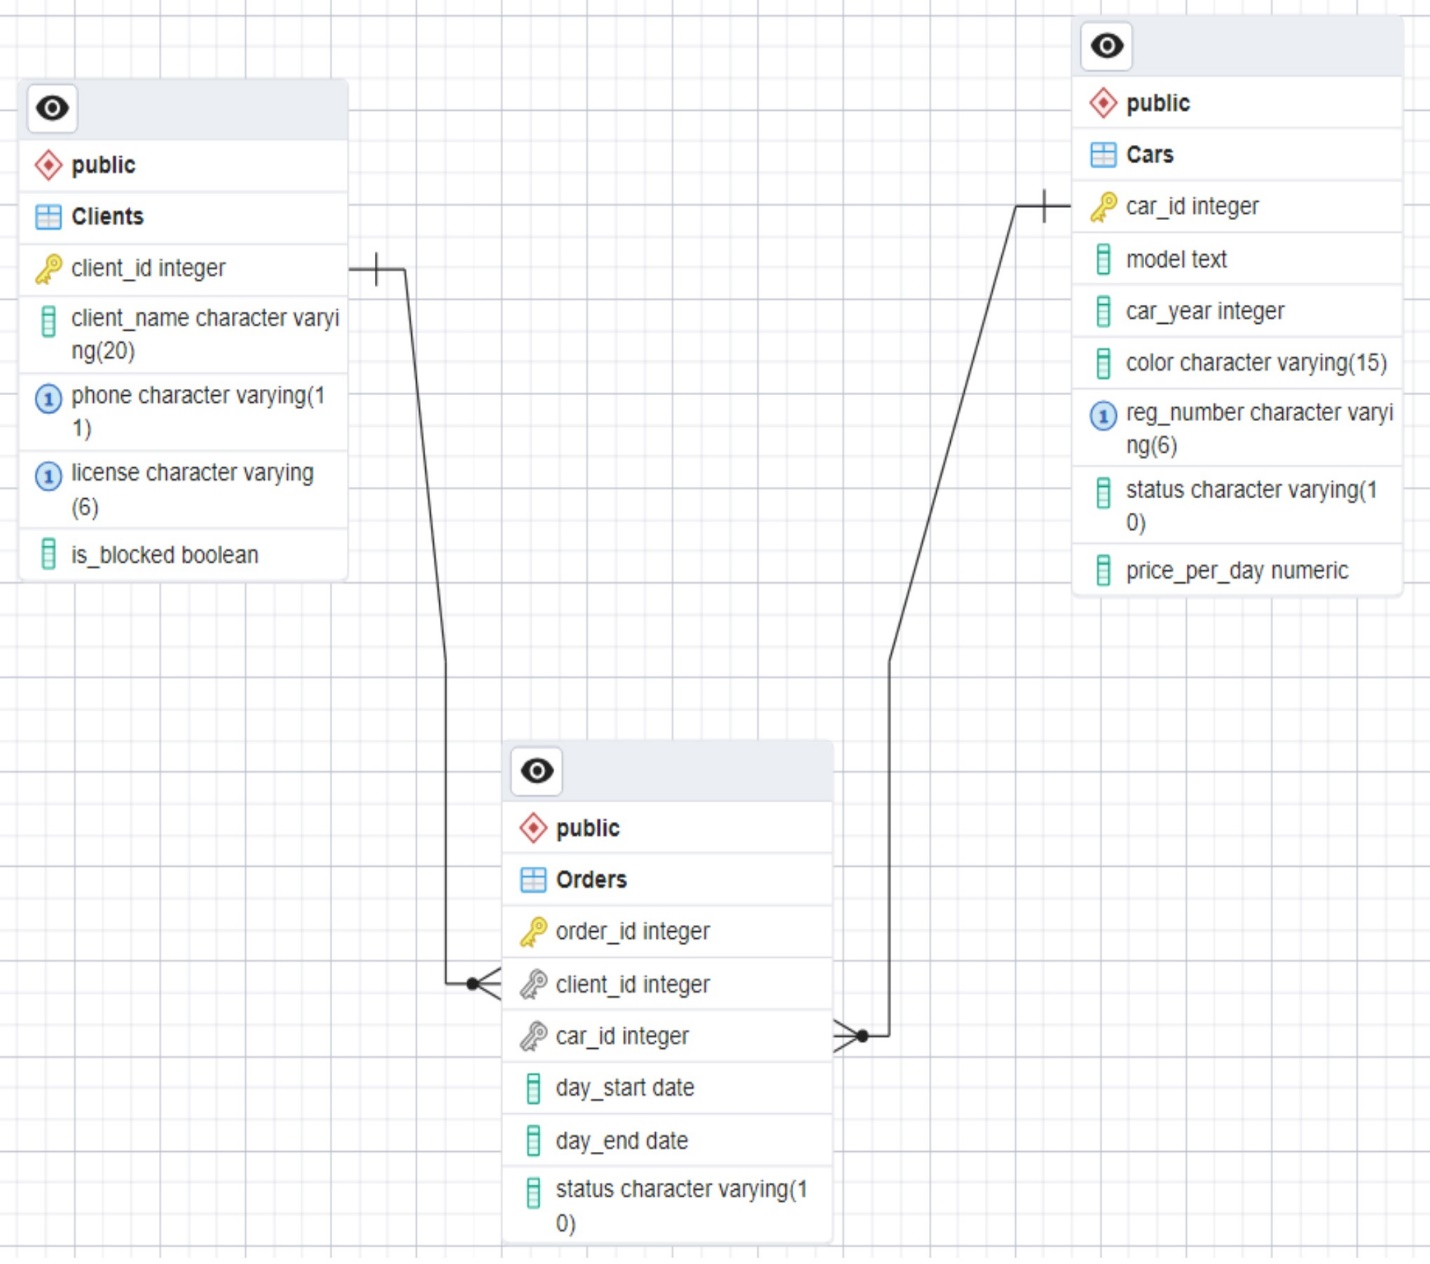 public
Clients
client_id integer
client_name character varyi
ng(20)
phone character varying(1
1)
license character varying
(6)
is_blocked boolean
public
Cars
car_id integer
model text
car_year integer
color character varying(15)
reg_number character varyi
ng(6)
status character varying(1
0)
price_per_day numeric
public
Orders
order_id integer
client_id integer
car_id integer
day_start date
day_end date
status character varying(1
0)